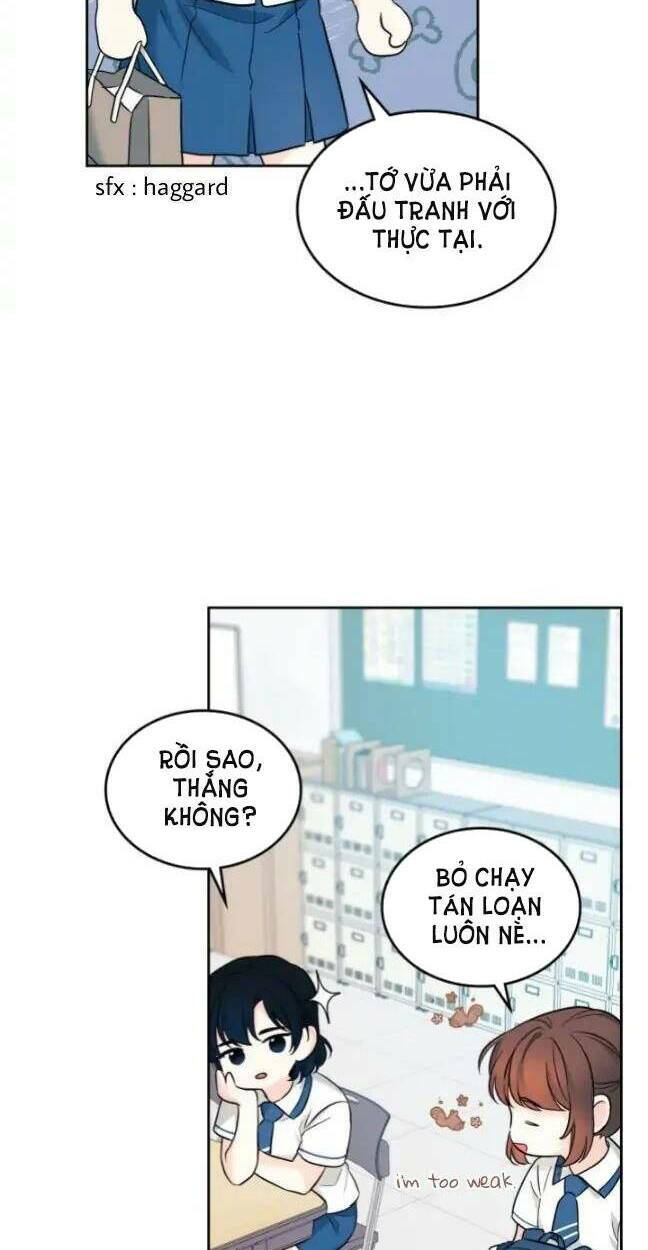 sfx : haggard
...TỚ VỪA PHẢI
ĐẤU TRANH VỚI
THỰC TẠI.
RỒI SAO,
THẮNG
KHÔNG?
BỎ CHẠY
TÁN LOẠN
LUÔN NÈ...
i'm too weak.